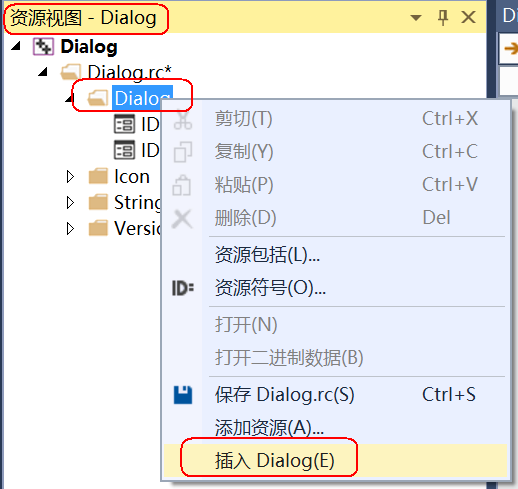 资源视图 - Dialog
Dialog
Dialog.rc*
Dialog
ID
ID
Icon
String
Versio
剪切(T) Ctrl+X
复制(Y) Ctrl+C
粘贴(P) Ctrl+V
删除(D) Del
资源包括(L)...
ID= 资源符号(O)...
打开(N)
打开二进制数据(B)
保存 Dialog.rc(S) Ctrl+S
添加资源(A)...
插入 Dialog(E)
D